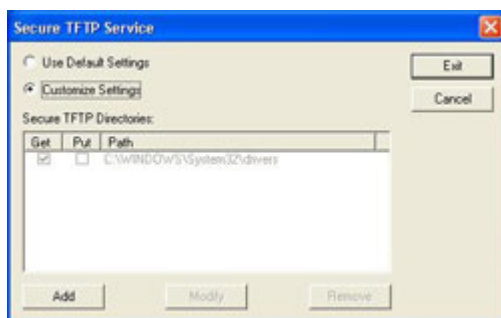 Secure TFTP Service
Use Default Settings
Exit
Customize Settings
Cancel
Secure TFTP Directories:
Get Put Path
C:\WINDOWS\System32\drivers
Add Modify Remove